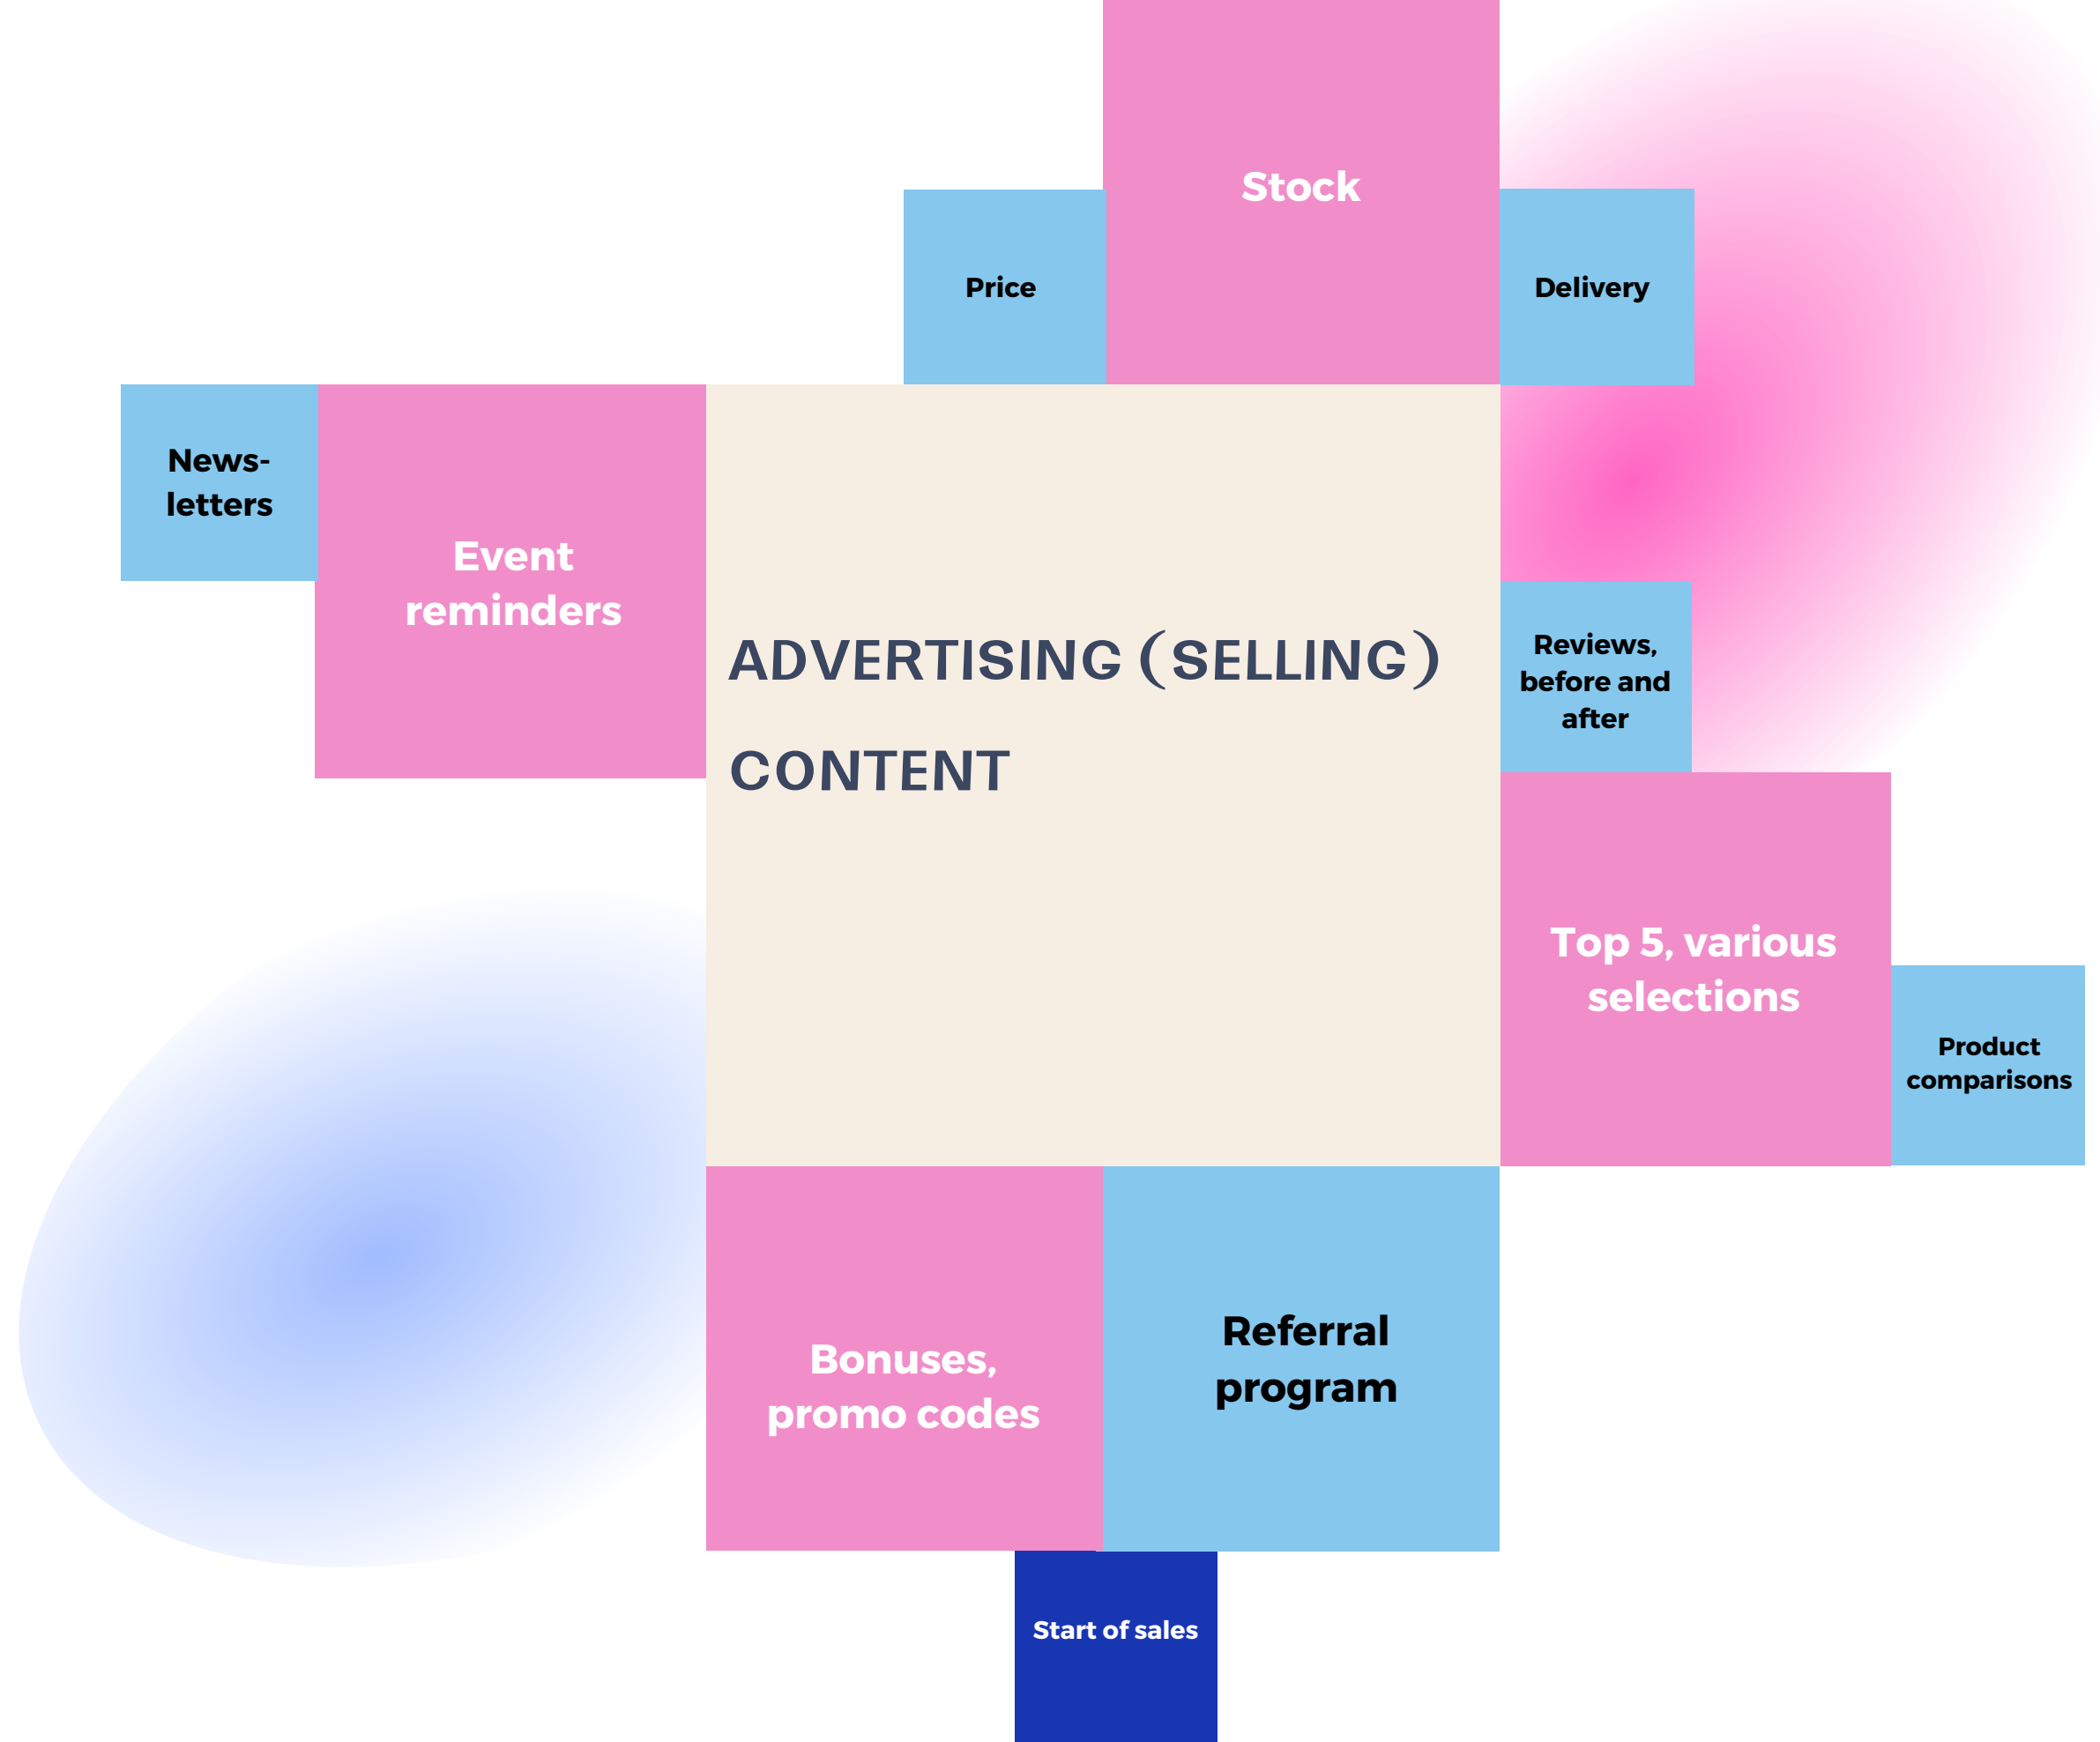 Stock
Price
Delivery
News-
letters
Event
reminders
ADVERTISING (SELLING)
CONTENT
Reviews,
before and
after
Top 5, various
selections
Product
comparisons
Bonuses,
promo codes
Referral
program
Start of sales